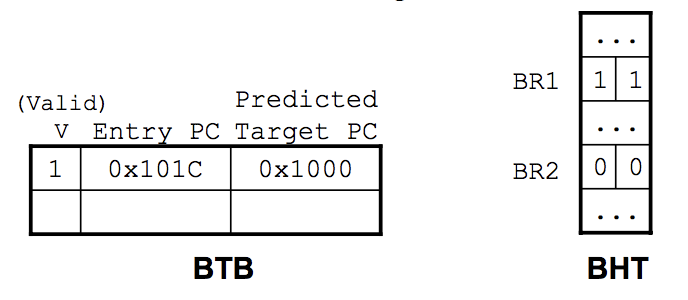 (Valid)
V Entry PC
Predicted
Target PC
1 0x101C 0x1000
BTB
...
BR1 1 1
...
BR2 0 0
...
BHT